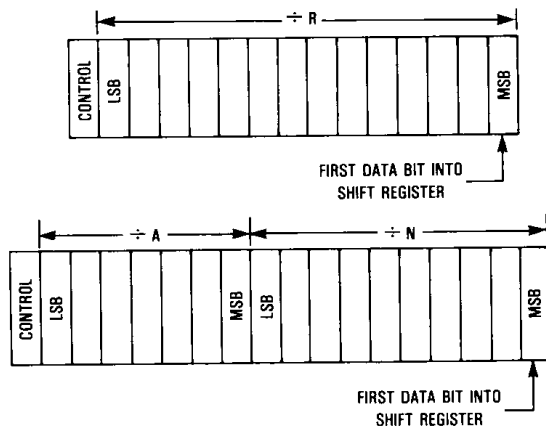 ÷ R
CONTROL
LSB
MSB
FIRST DATA BIT INTO
SHIFT REGISTER
÷ A
÷ N
CONTROL
LSB
MSB
LSB
MSB
FIRST DATA BIT INTO
SHIFT REGISTER